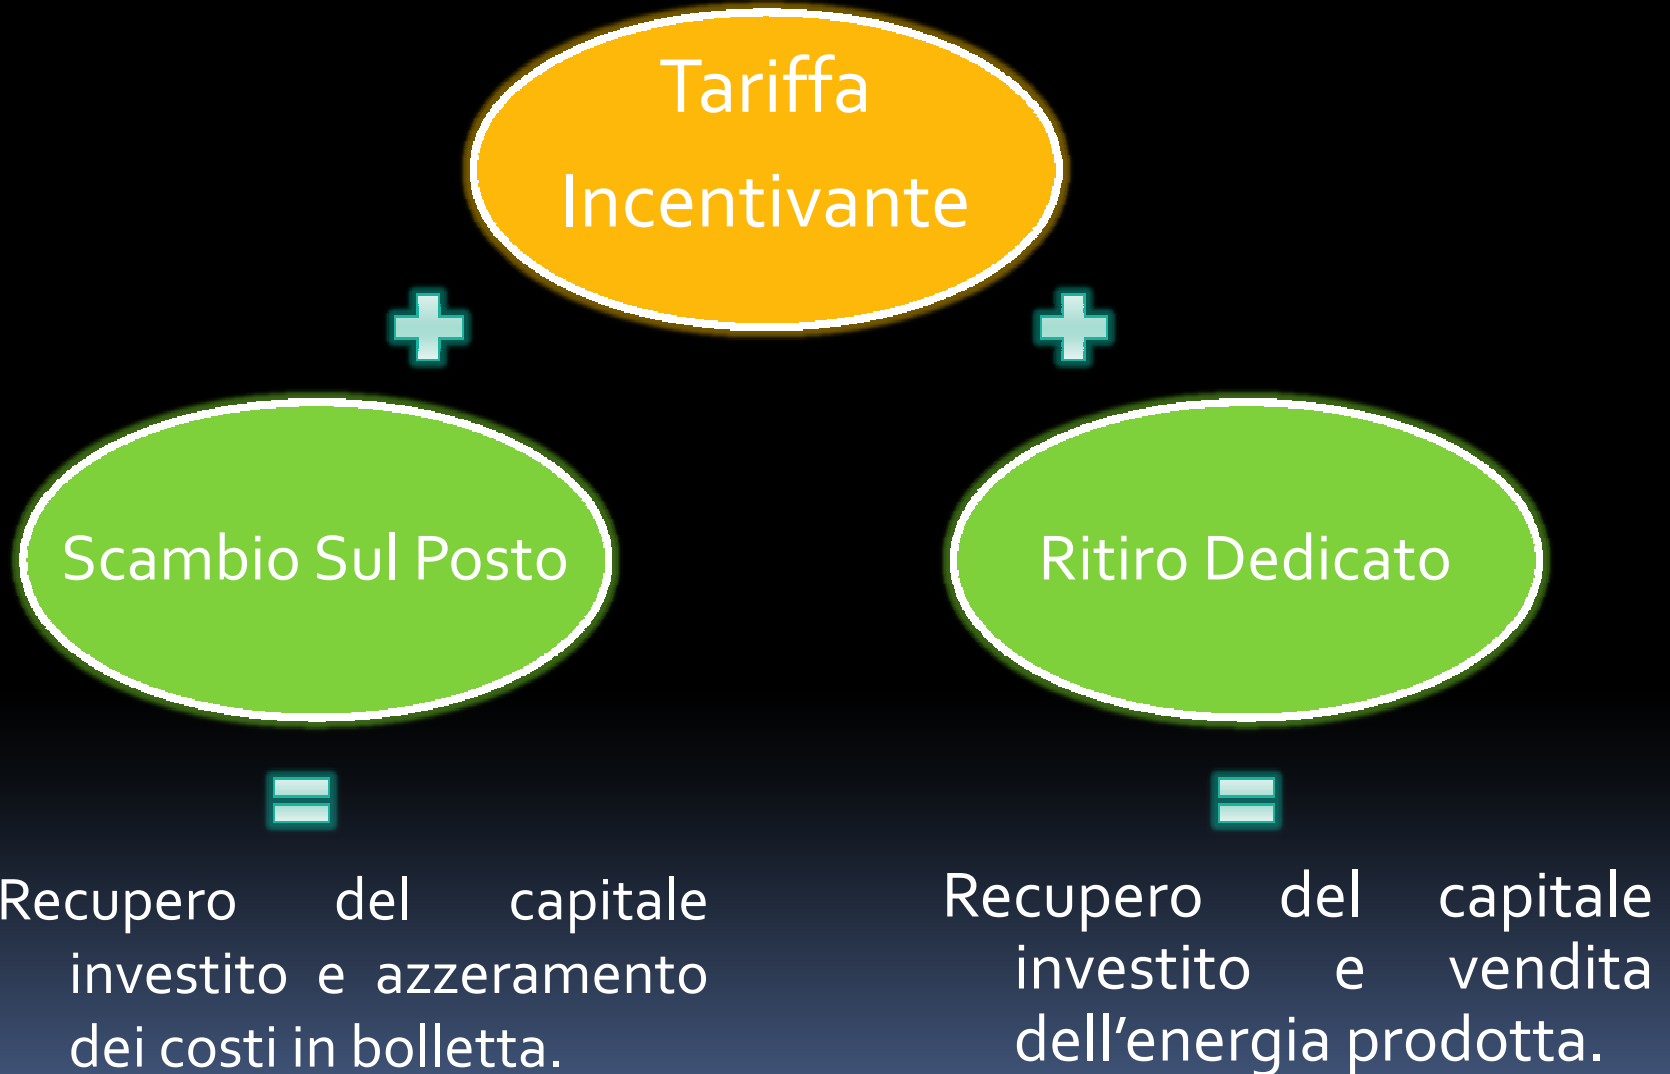 Tariffa
Incentivante
Scambio Sul Posto
Ritiro Dedicato
Recupero del capitale
investito e azzeramento
dei costi in bolletta.
Recupero del capitale
investito e vendita
dell’energia prodotta.